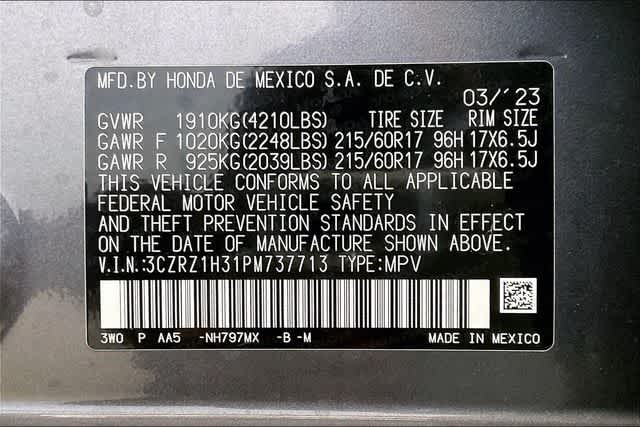 MFD.BY HONDA DE MEXICO S.A. DE C.V.
03/´23
GVWR 1910KG(4210LBS) TIRE SIZE RIM SIZE
GAWR F 1020KG(2248LBS) 215/60R17 96H 17X6.5J
GAWR R 925KG(2039LBS) 215/60R17 96H 17X6.5J
THIS VEHICLE CONFORMS TO ALL APPLICABLE
FEDERAL MOTOR VEHICLE SAFETY
AND THEFT PREVENTION STANDARDS IN EFFECT
ON THE DATE OF MANUFACTURE SHOWN ABOVE.
V.I.N.:3CZRZ1H31PM737713 TYPE:MPV
3W0 P AA5 -NH797MX -B -M MADE IN MEXICO